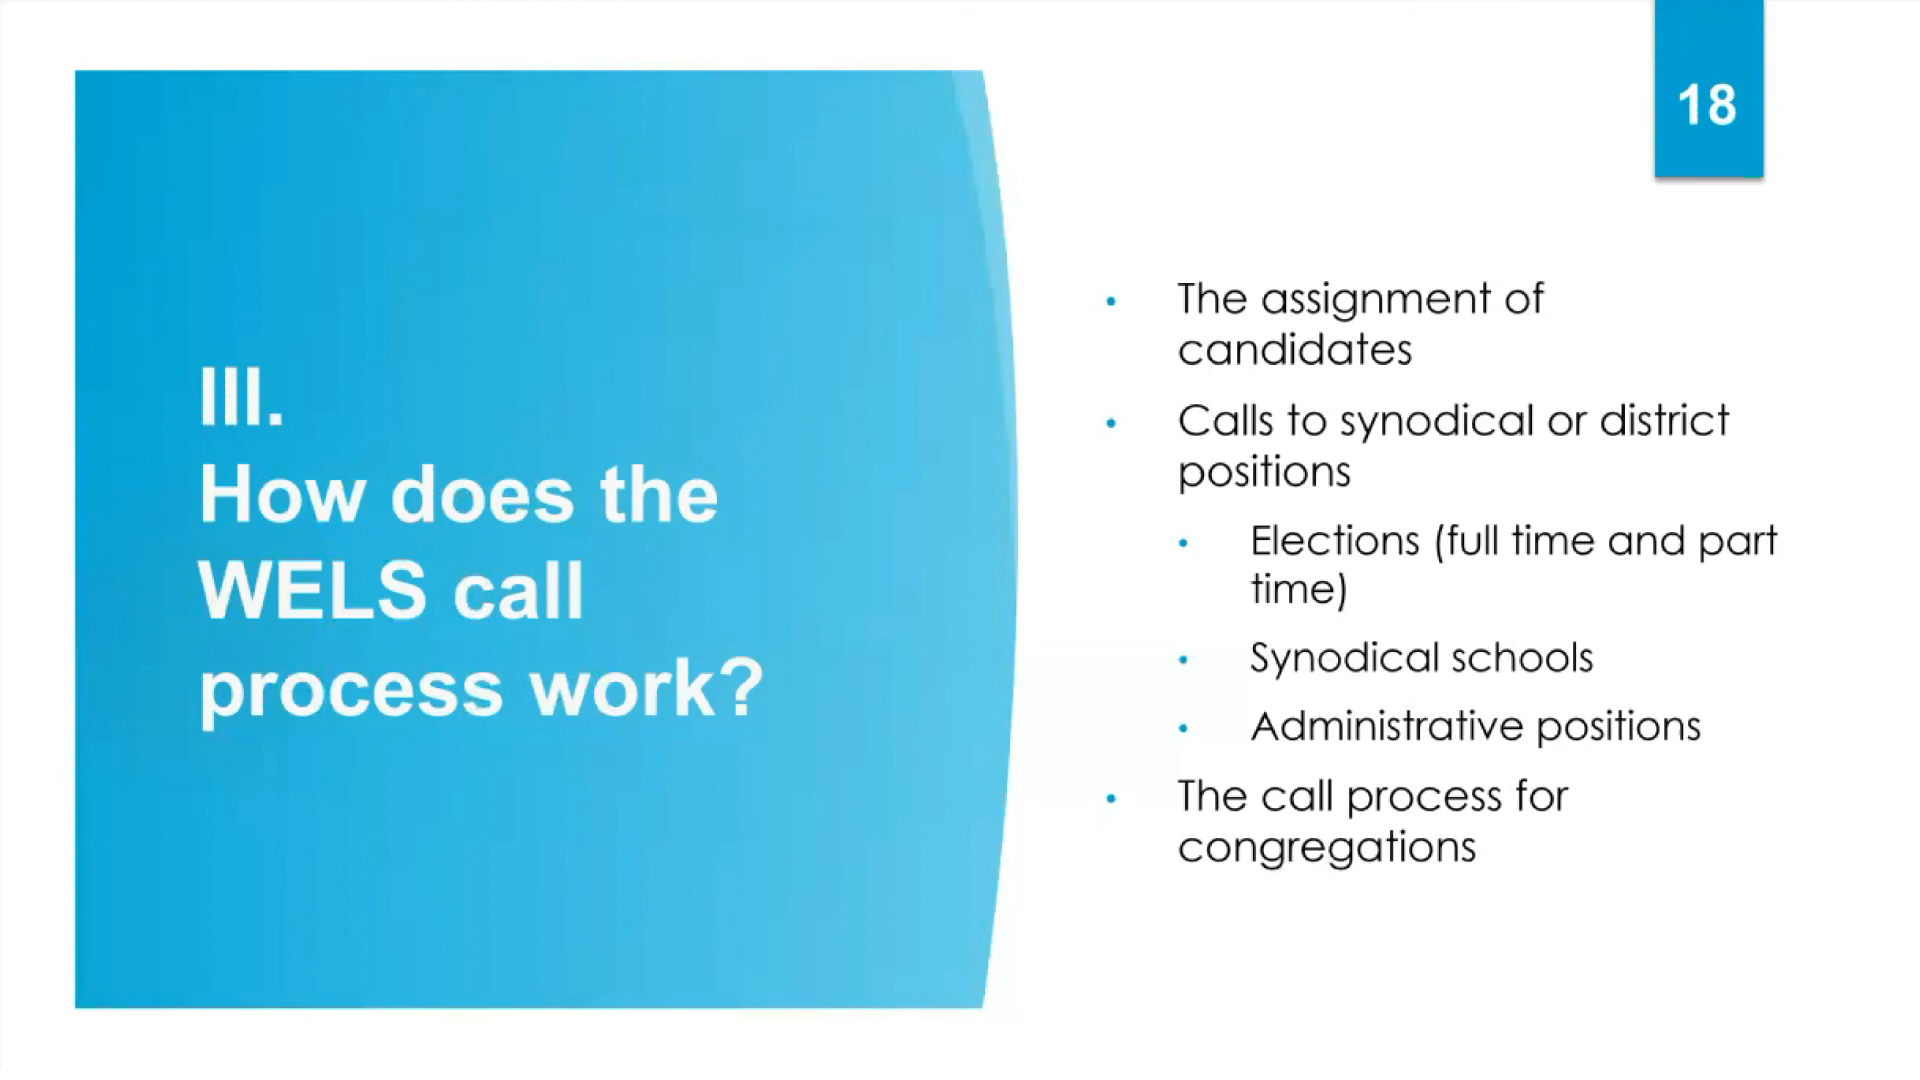 18
III.
How does the
WELS call
process work?
• The assignment of
candidates
• Calls to synodical or district
positions
• Elections (full time and part
time)
• Synodical schools
• Administrative positions
• The call process for
congregations